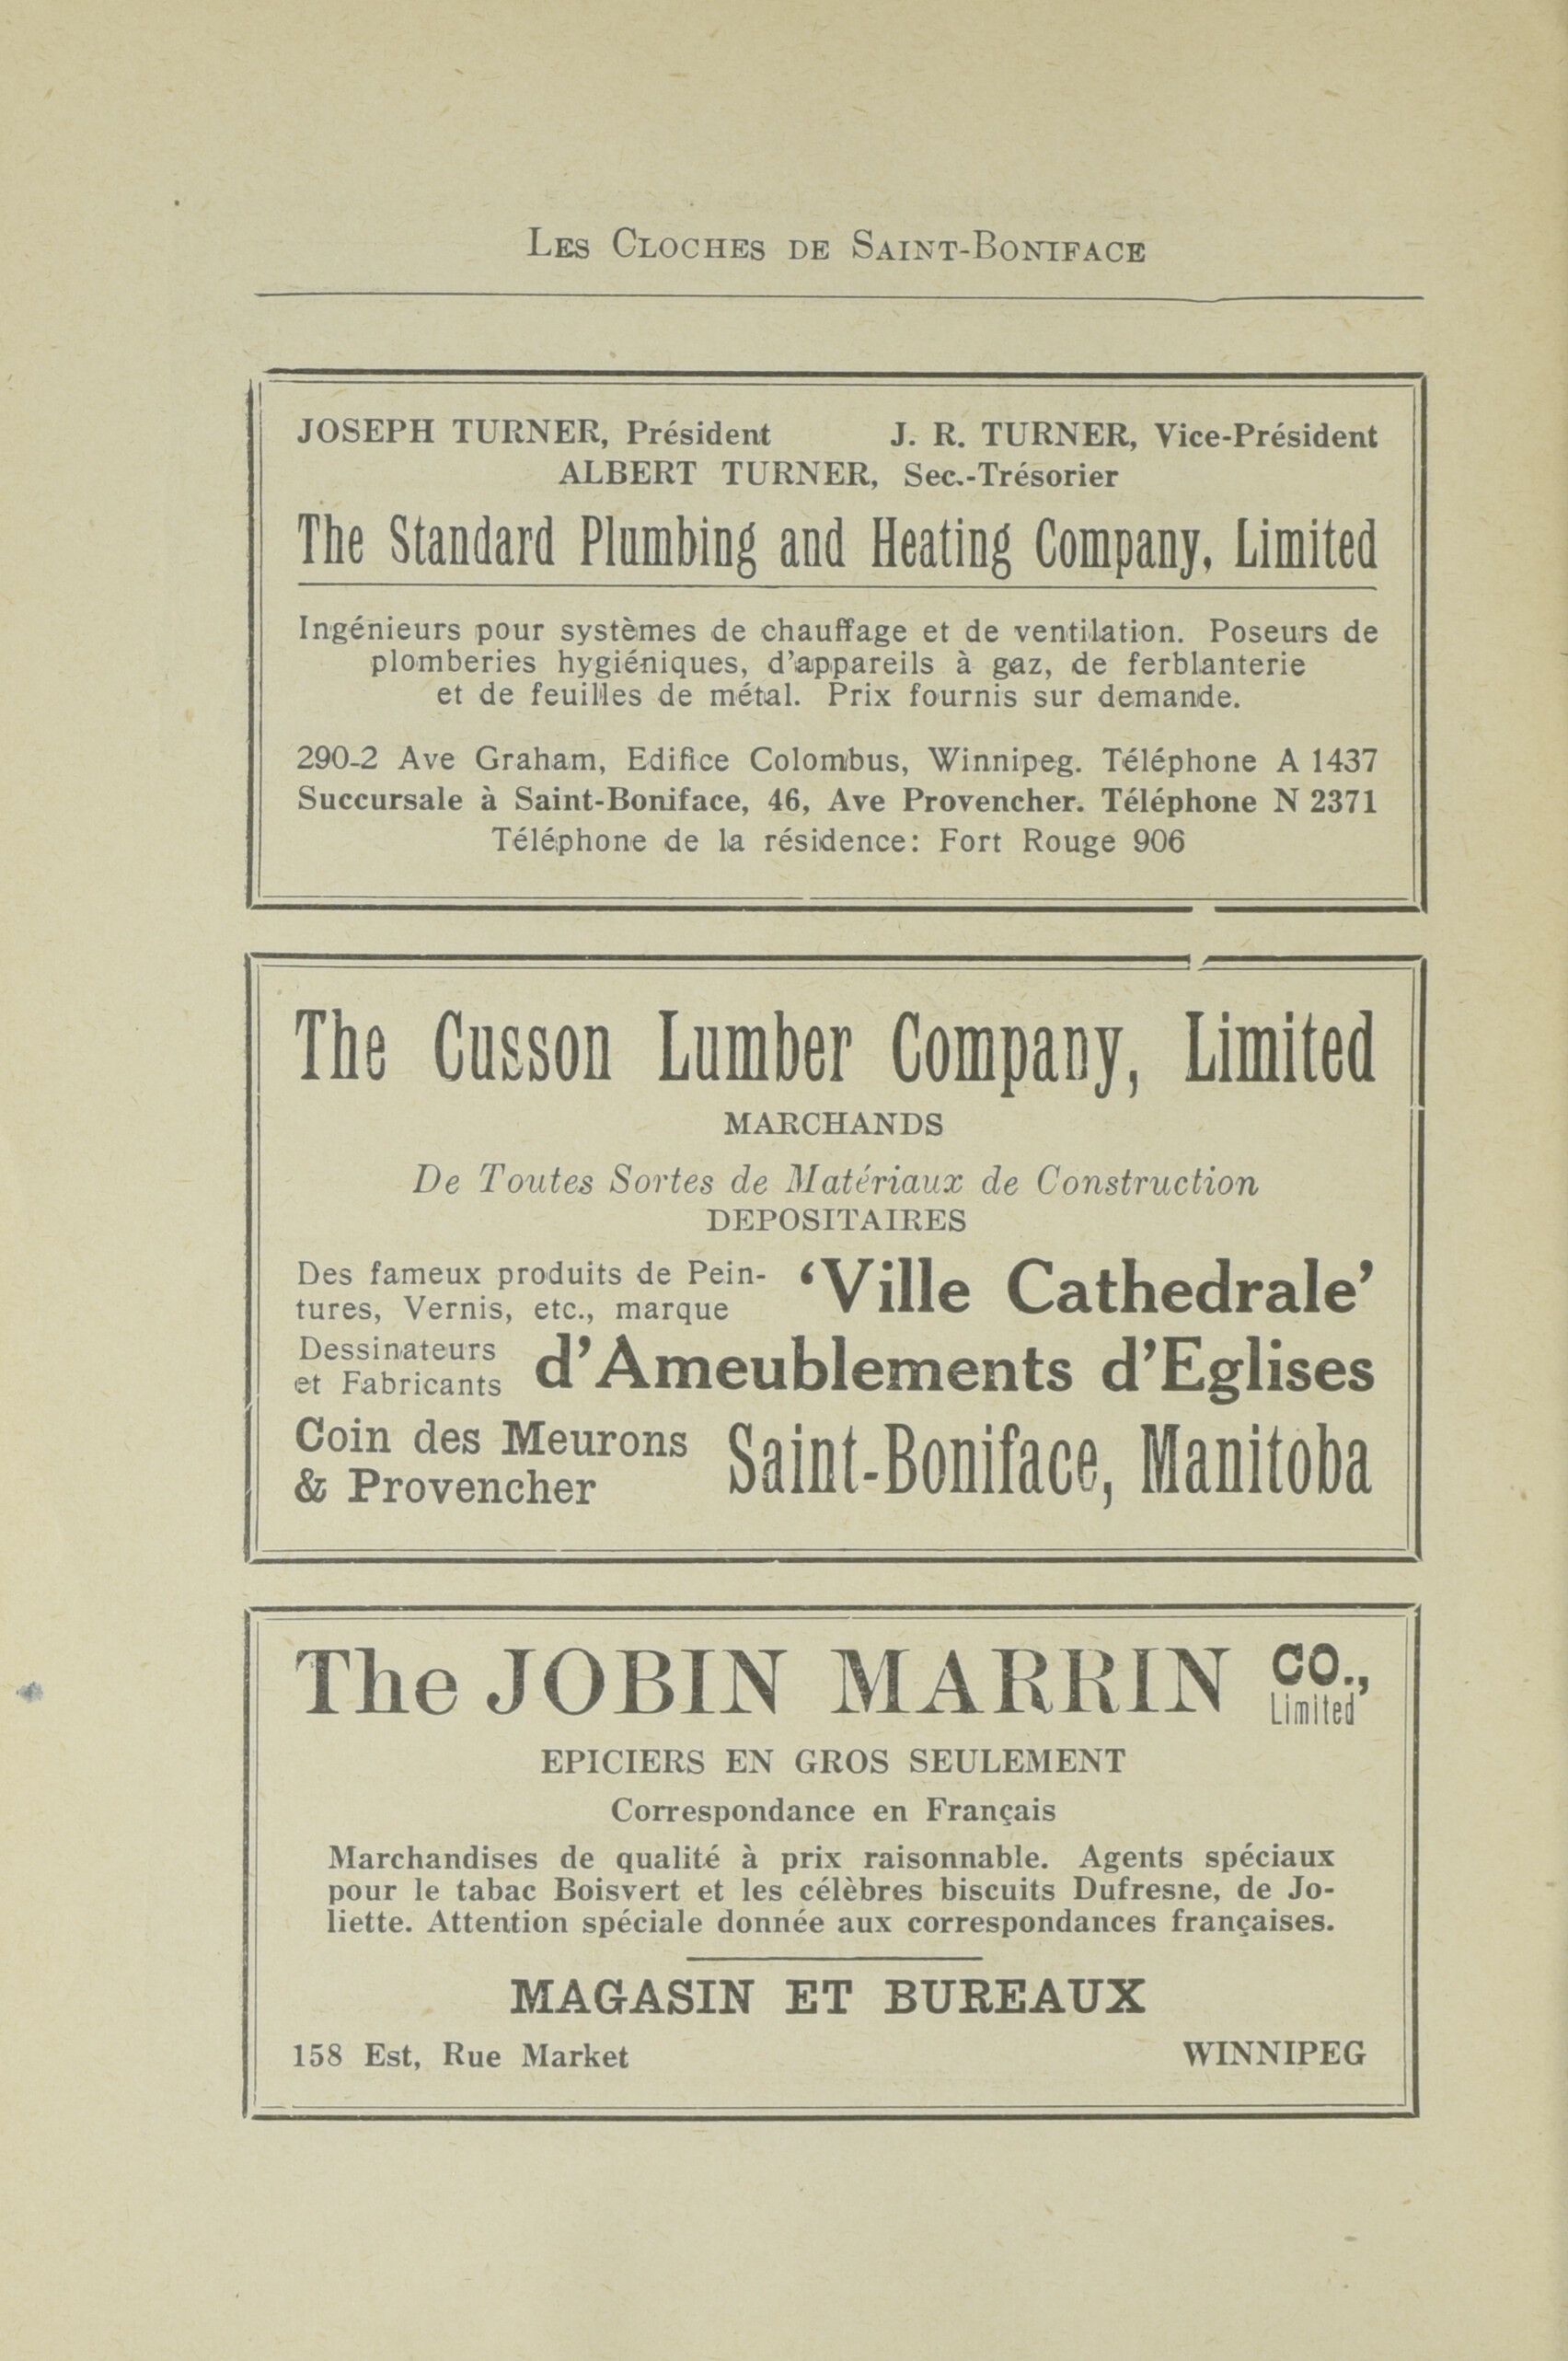 Les Cloches de Saint-Boniface
JOSEPH TURNER, Président J. R. TURNER, Vice-Président
ALBERT TURNER, Sec.-Trésorier
The Standard Plumbing and Heating Company, Limited
Ingénieurs pour systèmes de chauffage et de ventilation. Poseurs de
plomberies hygiéniques, d'appareils à gaz, de ferblanterie
et de feuilles de métal. Prix fournis sur demande.
290-2 Ave Graham, Edifice Colombus, Winnipeg. Téléphone A 1437
Succursale à Saint-Boniface, 46, Ave Provencher. Téléphone N 2371
Téléphone de la résidence: Fort Rouge 906
The Cusson Lumber Company, Limited
MARCHANDS
De Toutes Sortes de Matériaux de Construction
DEPOSITAIRES
Des fameux produits de Pein-
tures, Vernis, etc., marque
'Ville Cathedrale'
Dessinateurs
et Fabricants
d'Ameublements d'Eglises
Coin des Meurons
& Provencher
Saint-Boniface, Manitoba
The JOBIN MARRIN CO.,
Limited
EPICIERS EN GROS SEULEMENT
Correspondance en Français
Marchandises de qualité à prix raisonnable. Agents spéciaux
pour le tabac Boisvert et les célèbres biscuits Dufresne, de Jo-
liette. Attention spéciale donnée aux correspondances françaises.
MAGASIN ET BUREAUX
158 Est, Rue Market WINNIPEG